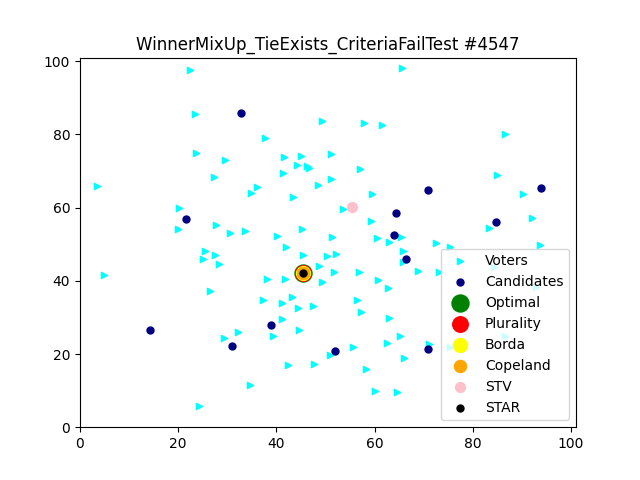 WinnerMixUp_TieExists_CriteriaFailTest #4547
100
80
60
40
20
0
0
20
40
60
80
100
Voters
Candidates
Optimal
Plurality
Borda
Copeland
STV
STAR